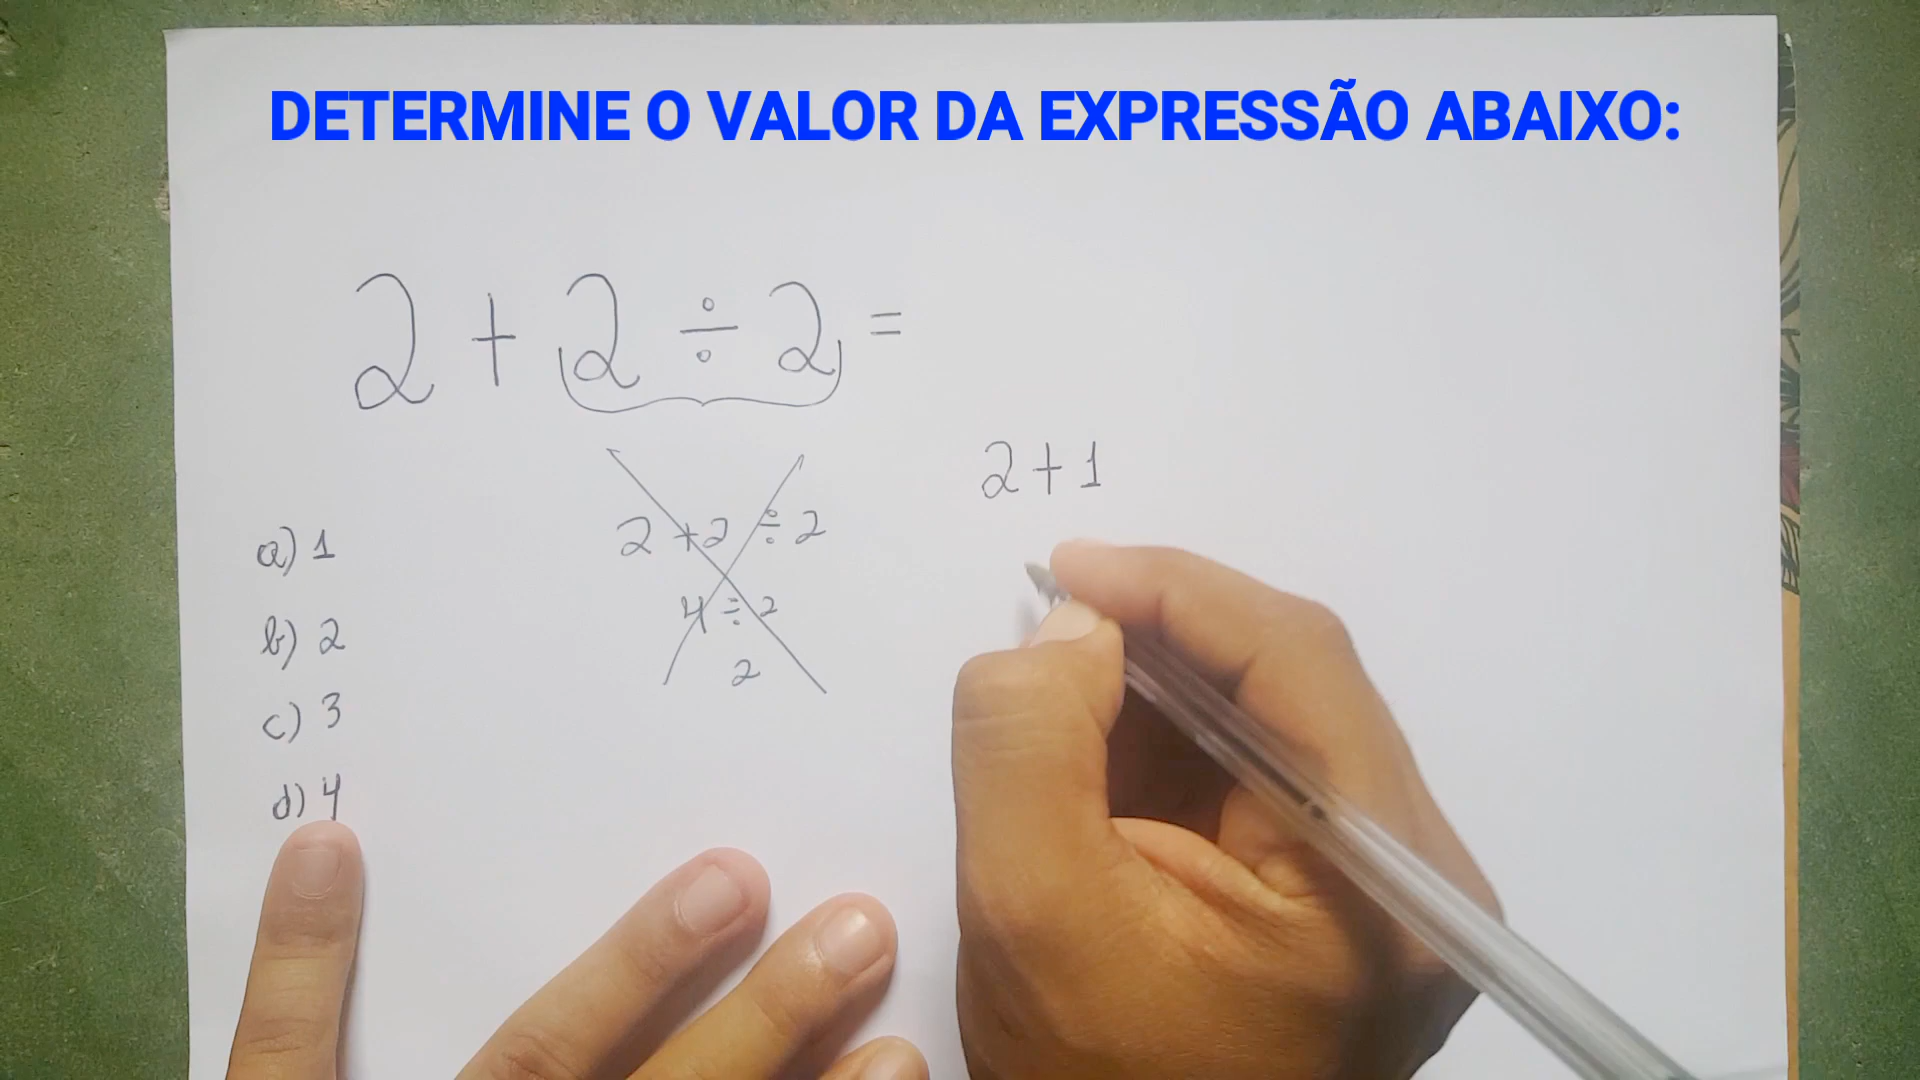 DETERMINE O VALOR DA EXPRESSÃO ABAIXO:
2 + 2 ÷ 2 =
2 + 1
2 + 2 ÷ 2
4 ÷ 2
2
a) 1
b) 2
c) 3
d) 4